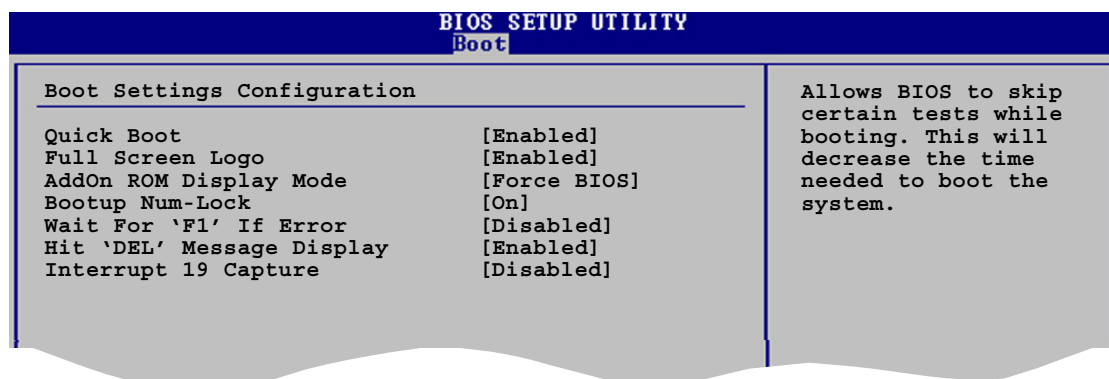 BIOS SETUP UTILITY
Boot
Boot Settings Configuration
Quick Boot [Enabled]
Full Screen Logo [Enabled]
AddOn ROM Display Mode [Force BIOS]
Bootup Num-Lock [On]
Wait For ‘F1’ If Error [Disabled]
Hit ‘DEL’ Message Display [Enabled]
Interrupt 19 Capture [Disabled]
Allows BIOS to skip
certain tests while
booting. This will
decrease the time
needed to boot the
system.